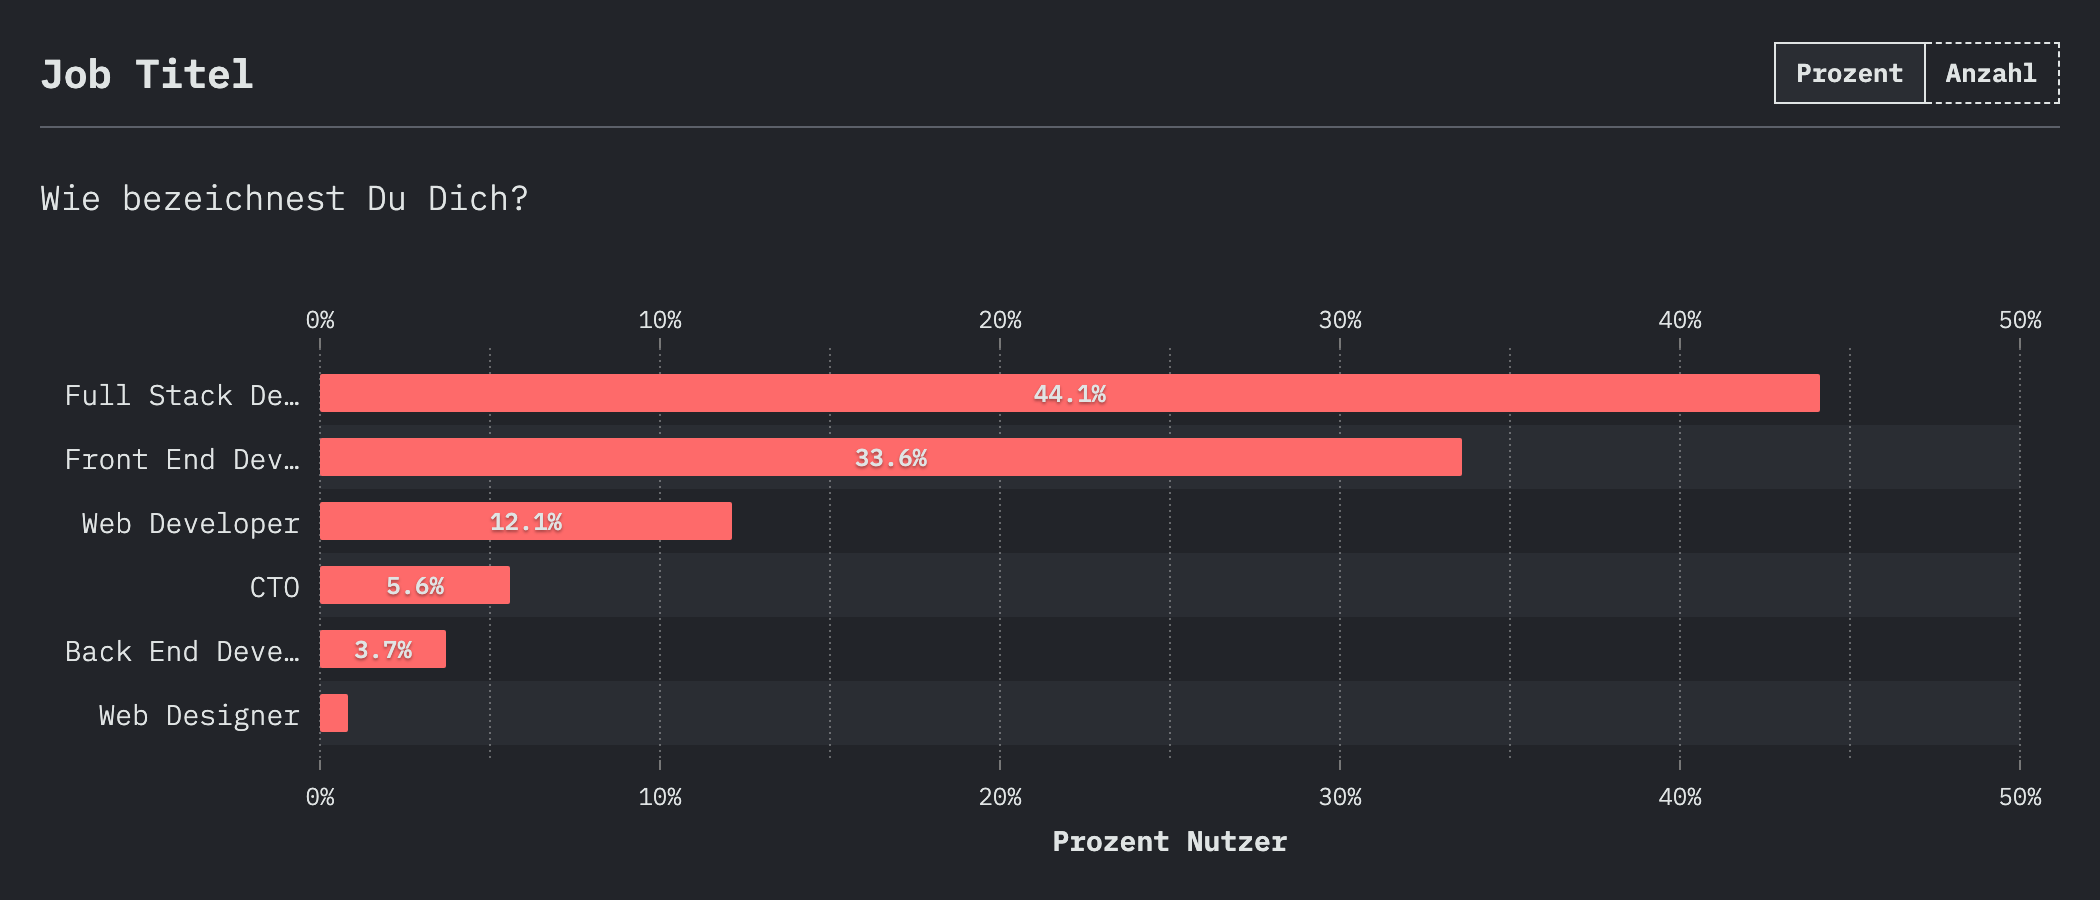 Job Titel
Prozent Anzahl
Wie bezeichnest Du Dich?
0% 10% 20% 30% 40% 50%
Full Stack De… 44.1%
Front End Dev… 33.6%
Web Developer 12.1%
CTO 5.6%
Back End Deve… 3.7%
Web Designer
0% 10% 20% 30% 40% 50%
Prozent Nutzer